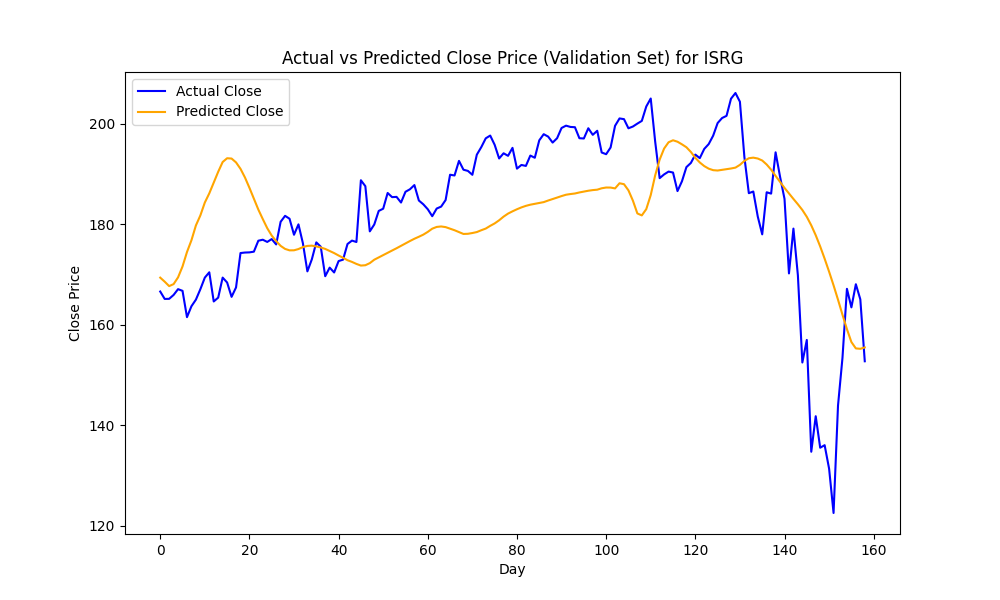 Actual vs Predicted Close Price (Validation Set) for ISRG
Actual Close
Predicted Close
Close Price
200
180
160
140
120
0 20 40 60 80 100 120 140 160
Day